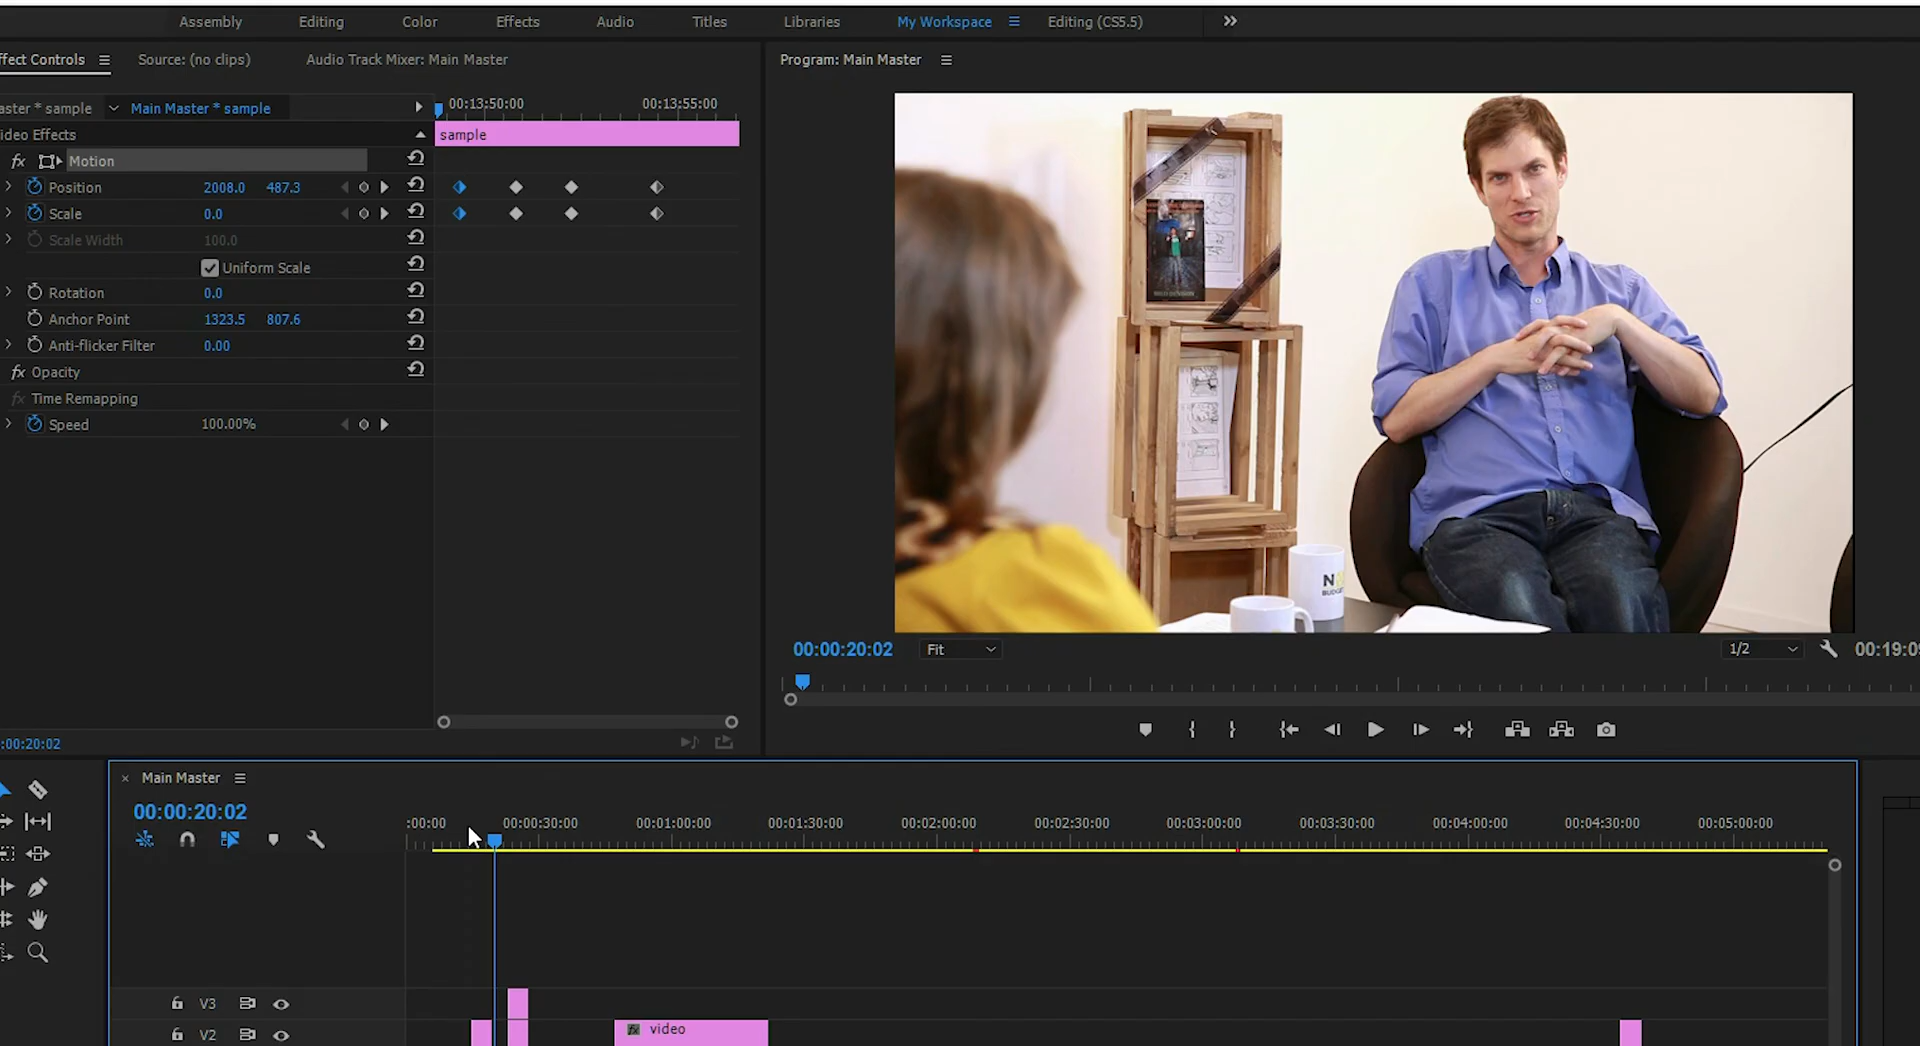 Assembly Editing Color Effects Audio Titles Libraries My Workspace Editing (CS5.5)
ffect Controls Source: (no clips) Audio Track Mixer: Main Master Program: Main Master
aster * sample Main Master * sample 00:13:50:00 00:13:55:00
ideo Effects sample
fx Motion
Position 2008.0 487.3
Scale 0.0
Scale Width 100.0
Uniform Scale
Rotation 0.0
Anchor Point 1323.5 807.6
Anti-flicker Filter 0.00
fx Opacity
fx Time Remapping
Speed 100.00%
N
BUDGET
00:00:20:02 Fit 1/2 00:19:09
:00:20:02
× Main Master
00:00:20:02
:00:00 00:00:30:00 00:01:00:00 00:01:30:00 00:02:00:00 00:02:30:00 00:03:00:00 00:03:30:00 00:04:00:00 00:04:30:00 00:05:00:00
V3
V2 fx video